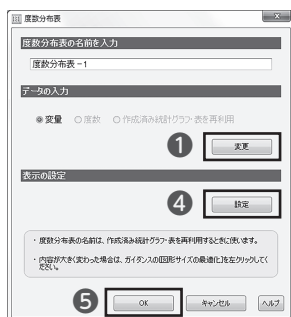 度数分布表
度数分布表の名前を入力
度数分布表-1
データの入力
変量 度数 作成済み統計グラフ・表を再利用
1 変更
表示の設定
4 設定
・度数分布表の名前は、作成済み統計グラフ・表を再利用するときに使います。
・内容が大きく変わった場合は、ガイダンスの[図形サイズの最適化]を左クリックしてく
ださい。
5 OK キャンセル ヘルプ